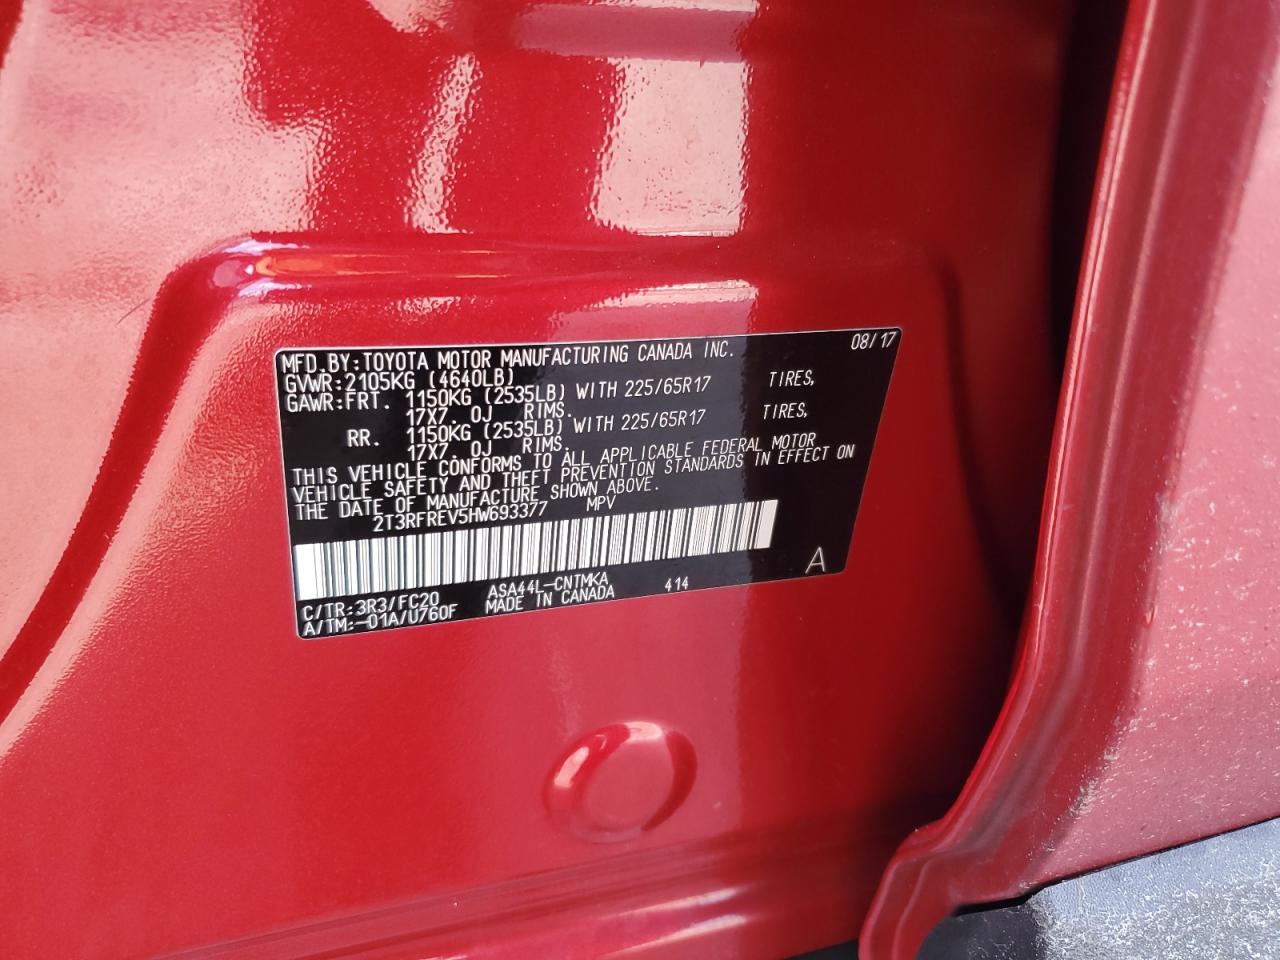 MFD.BY:TOYOTA MOTOR MANUFACTURING CANADA INC. 08/17
GVWR:2105KG (4640LB)
GAWR:FRT. 1150KG (2535LB) WITH 225/65R17 TIRES,
17X7.0J RIMS.
RR. 1150KG (2535LB) WITH 225/65R17 TIRES,
17X7.0J RIMS.
THIS VEHICLE CONFORMS TO ALL APPLICABLE FEDERAL MOTOR
VEHICLE SAFETY AND THEFT PREVENTION STANDARDS IN EFFECT ON
THE DATE OF MANUFACTURE SHOWN ABOVE.
2T3RFREV5HW693377 MPV
A
C/TR:3R3/FC20 ASA44L-CNTMKA 414
A/TM:-01A/U760F MADE IN CANADA